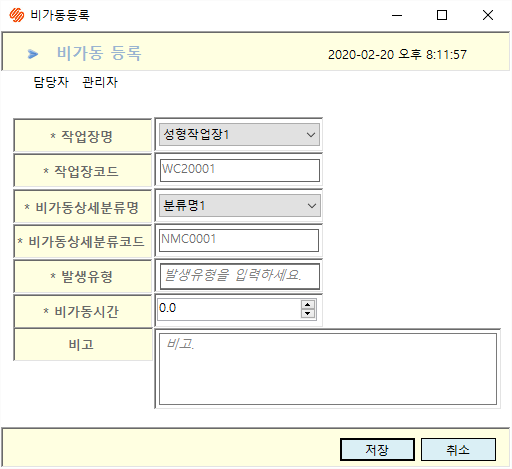 비가동등록
비가동 등록 2020-02-20 오후 8:11:57
담당자 관리자
* 작업장명 성형작업장1
* 작업장코드 WC20001
* 비가동상세분류명 분류명1
* 비가동상세분류코드 NMC0001
* 발생유형 발생유형을 입력하세요.
* 비가동시간 0.0
비고 비고.
저장 취소